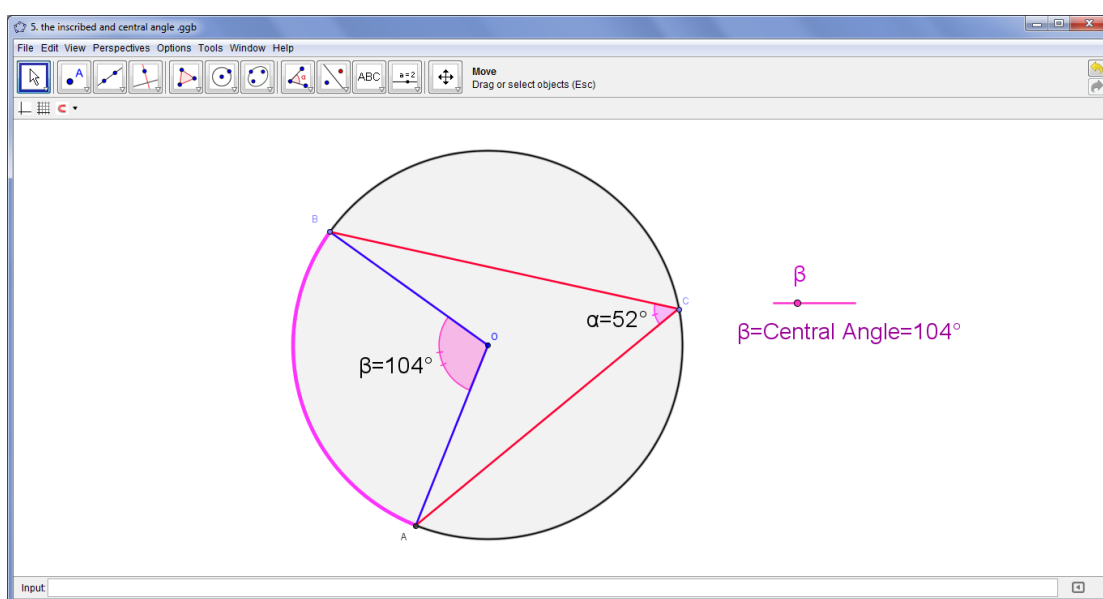 5. the inscribed and central angle .ggb
File Edit View Perspectives Options Tools Window Help
A
α
ABC
a=2
Move
Drag or select objects (Esc)
B
β
C
α=52°
β=Central Angle=104°
O
β=104°
A
Input: